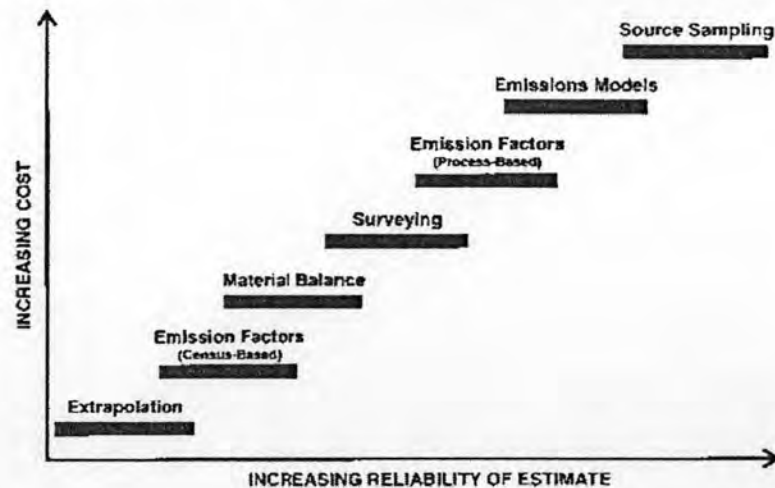 Source Sampling
Emissions Models
Emission Factors
(Process-Based)
Surveying
Material Balance
Emission Factors
(Census-Based)
Extrapolation
INCREASING COST
INCREASING RELIABILITY OF ESTIMATE